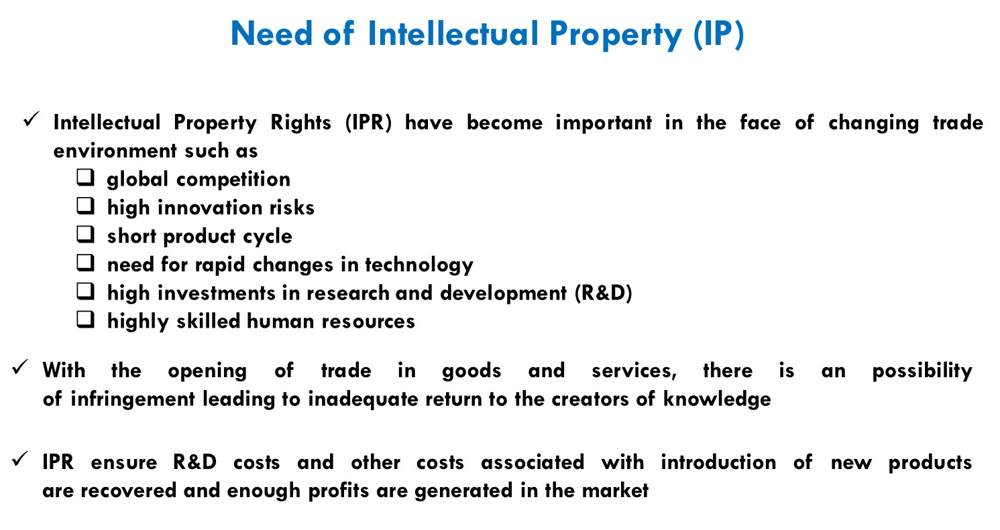 Need of Intellectual Property (IP)
✓ Intellectual Property Rights (IPR) have become important in the face of changing trade
environment such as
❑ global competition
❑ high innovation risks
❑ short product cycle
❑ need for rapid changes in technology
❑ high investments in research and development (R&D)
❑ highly skilled human resources
✓ With the opening of trade in goods and services, there is an possibility
of infringement leading to inadequate return to the creators of knowledge
✓ IPR ensure R&D costs and other costs associated with introduction of new products
are recovered and enough profits are generated in the market